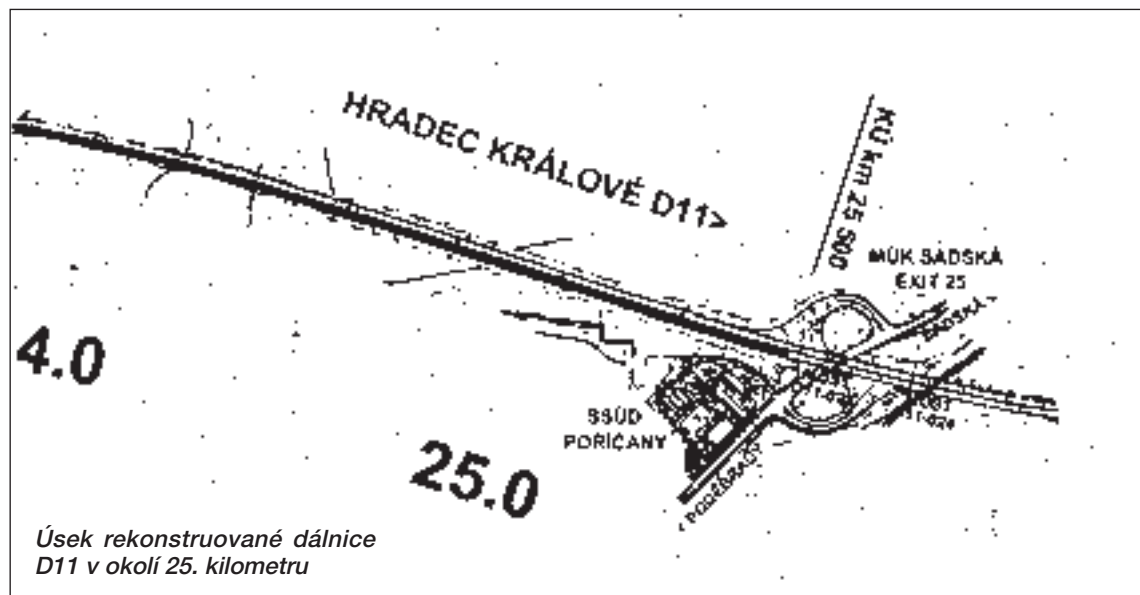 HRADEC KRÁLOVÉ D11>
KÚ km 25 500
MÚK SADSKÁ
EXIT 25
SADSKÁ
4.0
SSÚD
POŘÍČANY
25.0
PODĚBRADY
Úsek rekonstruované dálnice
D11 v okolí 25. kilometru